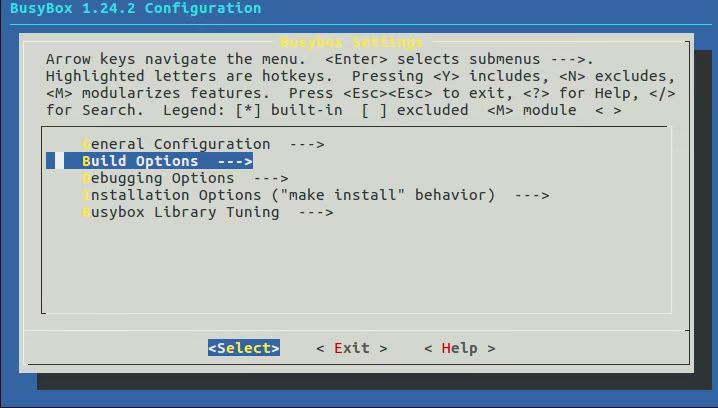 BusyBox 1.24.2 Configuration
Busybox Settings
Arrow keys navigate the menu.  <Enter> selects submenus --->.
Highlighted letters are hotkeys.  Pressing <Y> includes, <N> excludes,
<M> modularizes features.  Press <Esc><Esc> to exit, <?> for Help, </>
for Search.  Legend: [*] built-in  [ ] excluded  <M> module  < >
General Configuration  --->
Build Options  --->
Debugging Options  --->
Installation Options ("make install" behavior)  --->
Busybox Library Tuning  --->
<Select>    < Exit >    < Help >